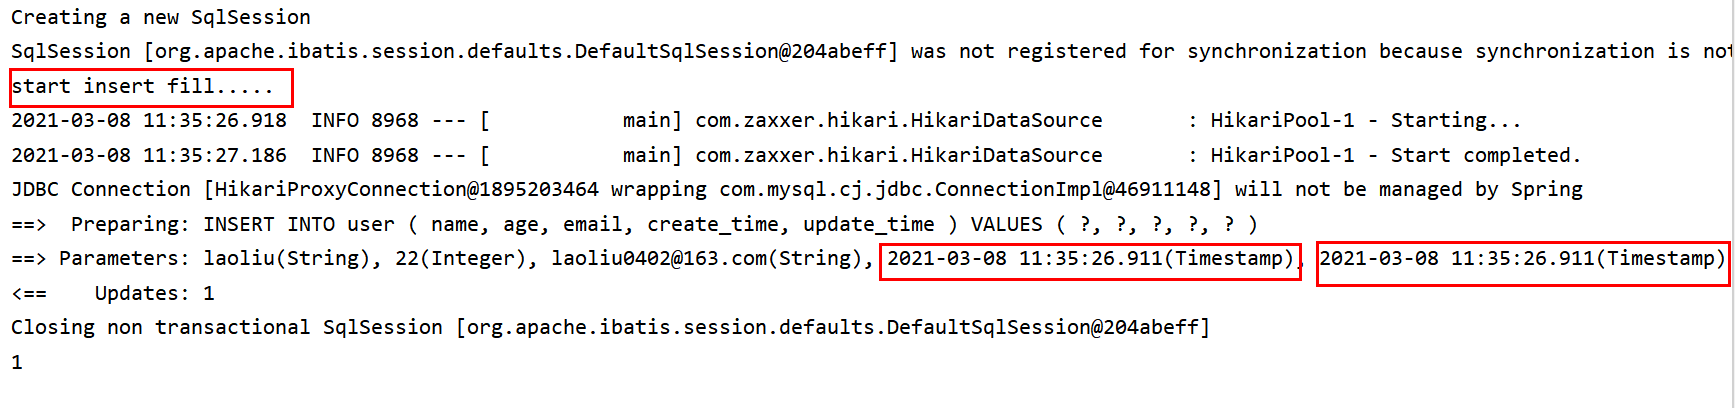 Creating a new SqlSession
SqlSession [org.apache.ibatis.session.defaults.DefaultSqlSession@204abeff] was not registered for synchronization because synchronization is not
start insert fill.....
2021-03-08 11:35:26.918  INFO 8968 --- [           main] com.zaxxer.hikari.HikariDataSource       : HikariPool-1 - Starting...
2021-03-08 11:35:27.186  INFO 8968 --- [           main] com.zaxxer.hikari.HikariDataSource       : HikariPool-1 - Start completed.
JDBC Connection [HikariProxyConnection@1895203464 wrapping com.mysql.cj.jdbc.ConnectionImpl@46911148] will not be managed by Spring
==>  Preparing: INSERT INTO user ( name, age, email, create_time, update_time ) VALUES ( ?, ?, ?, ?, ? )
==> Parameters: laoliu(String), 22(Integer), laoliu0402@163.com(String), 2021-03-08 11:35:26.911(Timestamp), 2021-03-08 11:35:26.911(Timestamp)
<==    Updates: 1
Closing non transactional SqlSession [org.apache.ibatis.session.defaults.DefaultSqlSession@204abeff]
1